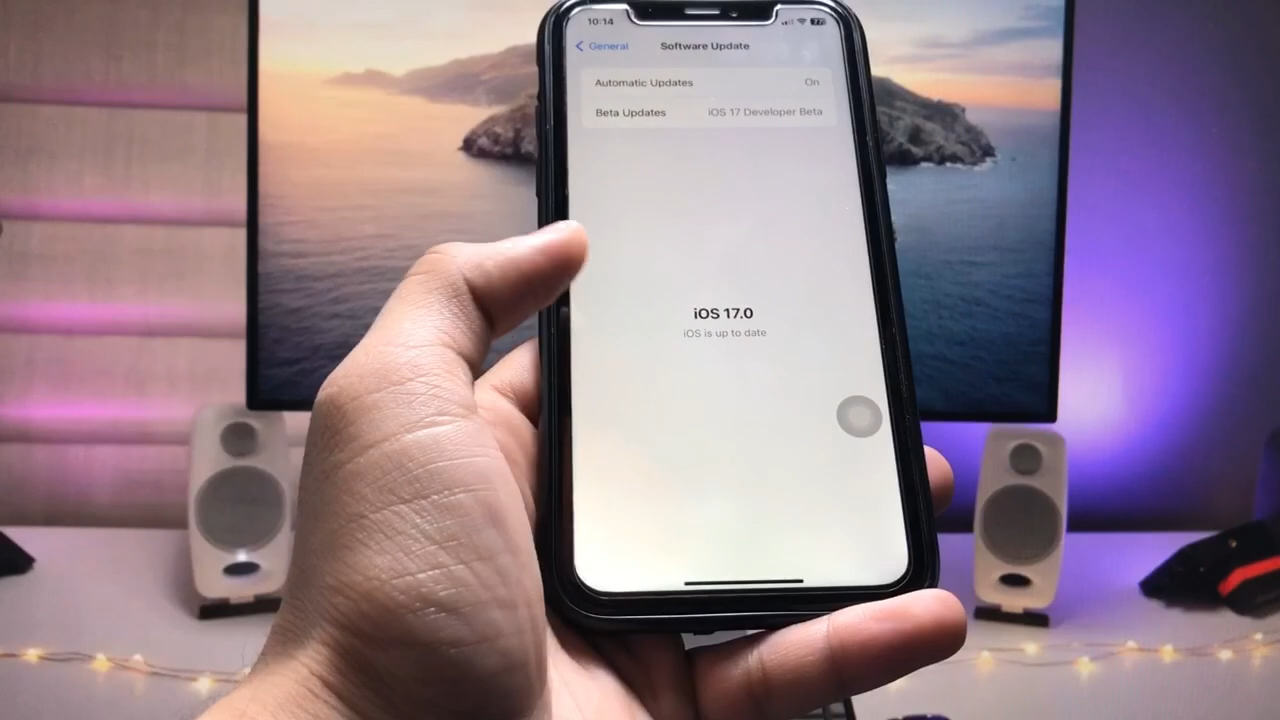 10:14 77
General Software Update
Automatic Updates On
Beta Updates iOS 17 Developer Beta
iOS 17.0
iOS is up to date